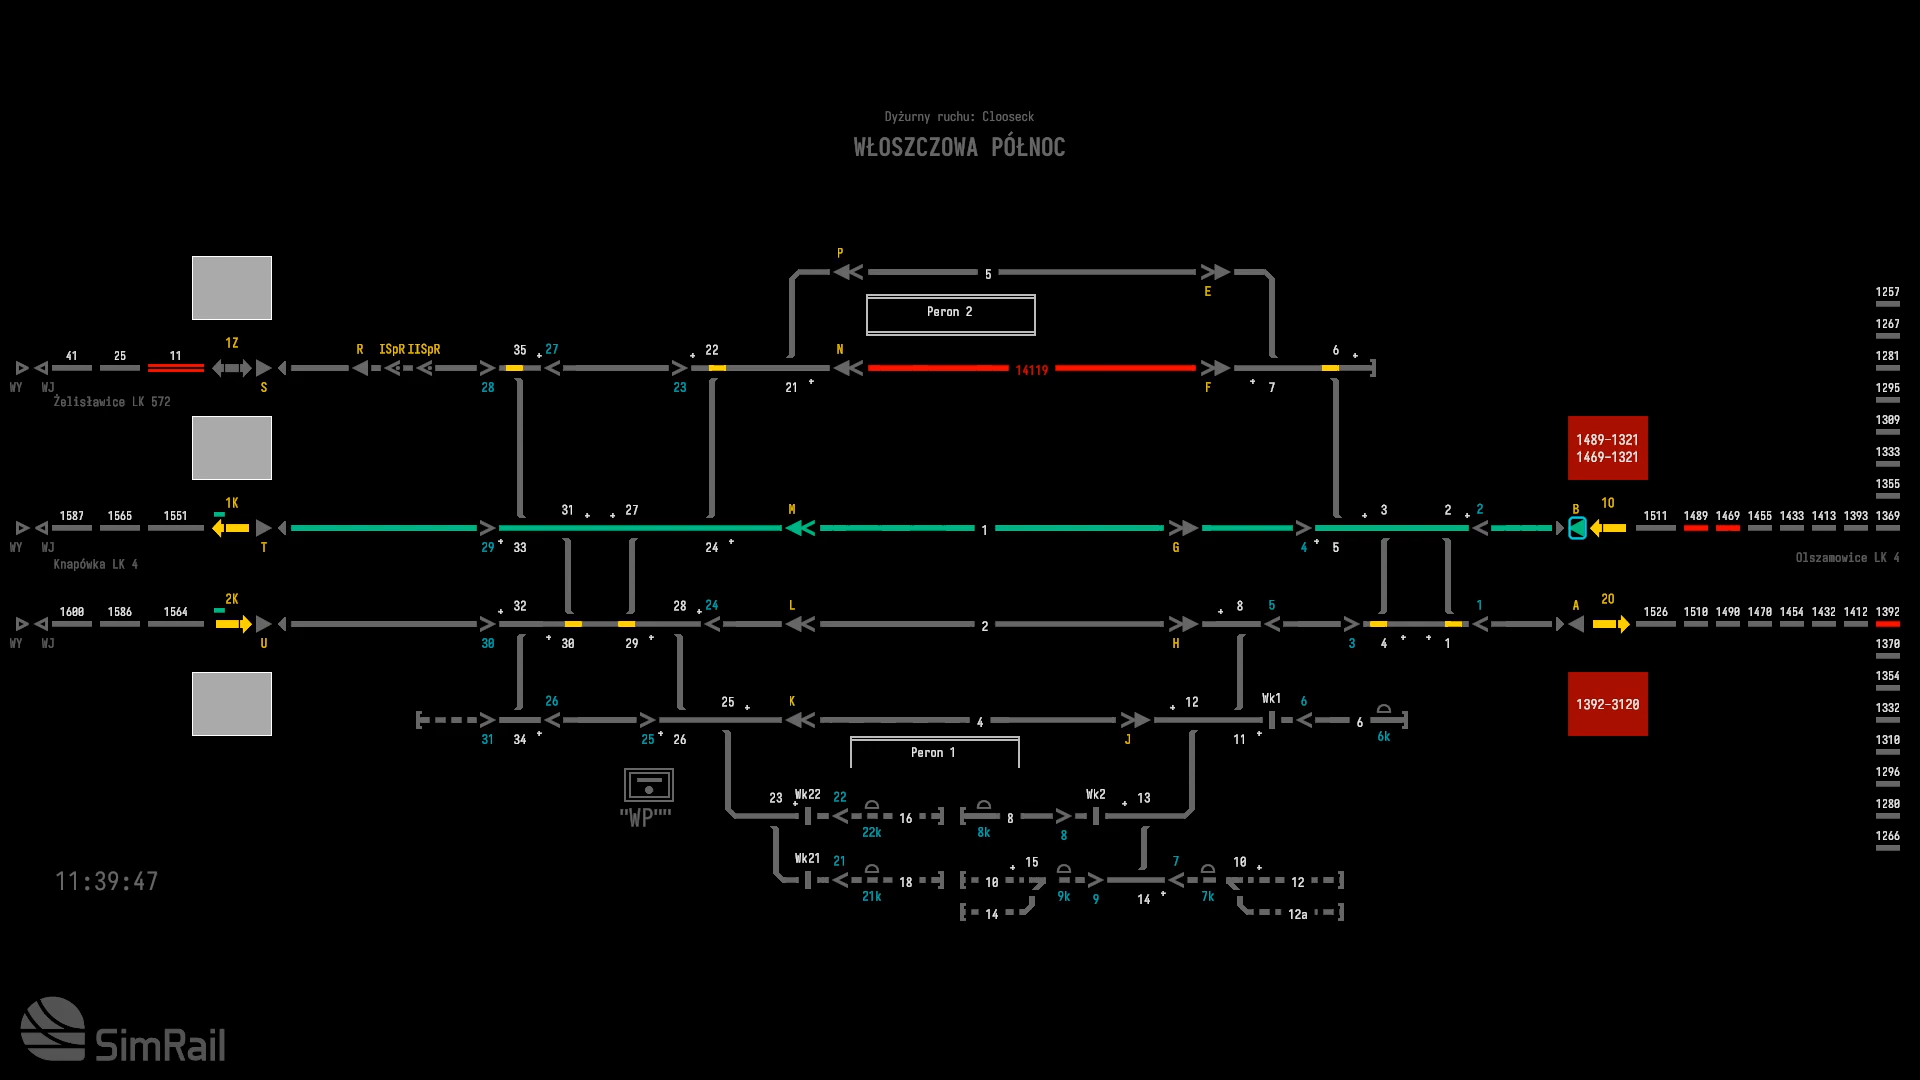 Dyżurny ruchu: Clooseck
WŁOSZCZOWA PÓŁNOC
P
5
E
Peron 2
1257
1267
1281
1295
1309
1333
1355
41 25 11 1Z R ISpR IISpR 35 27 22 N 6
WY WJ S 28 23 21 14119 F 7
Żelisławice LK 572
1489-1321
1469-1321
1587 1565 1551 1K 31 27 M 3 2 2 B 1O 1511 1489 1469 1455 1433 1413 1393 1369
1
WY WJ T 29 33 24 G 4 5
Knapówka LK 4
Olszamowice LK 4
1600 1586 1564 2K 32 28 24 L 8 5 1 A 2O 1526 1510 1490 1470 1454 1432 1412 1392
2
WY WJ U 30 30 29 H 3 4 1 1370
1354
1332
1310
1296
1280
1266
1392-3120
26 25 K 12 Wk1 6
4 6
31 34 25 26 J 11 6k
Peron 1
23 Wk22 22 Wk2 13
16 8
22k 8k 8
"WP""
Wk21 21 15 7 10
18 10 12
21k 9k 9 14 7k
14 12a
11:39:47
SimRail